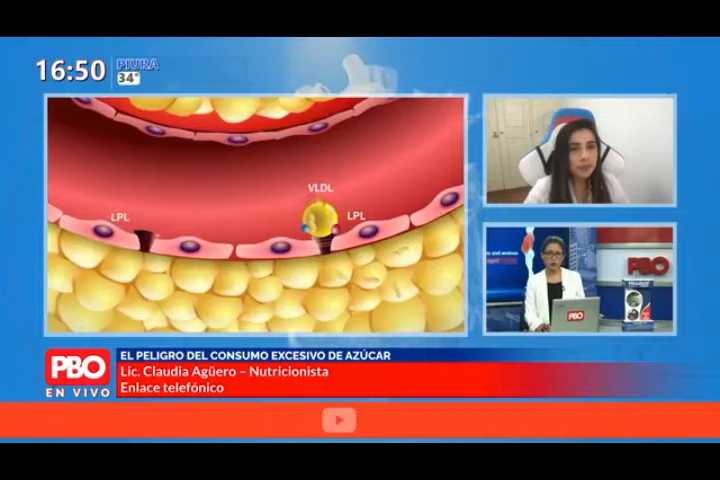 16:50
PIURA
34°
VLDL
LPL
LPL
PBO
PBO
PBO
EN VIVO
EL PELIGRO DEL CONSUMO EXCESIVO DE AZÚCAR
Lic. Claudia Agüero – Nutricionista
Enlace telefónico